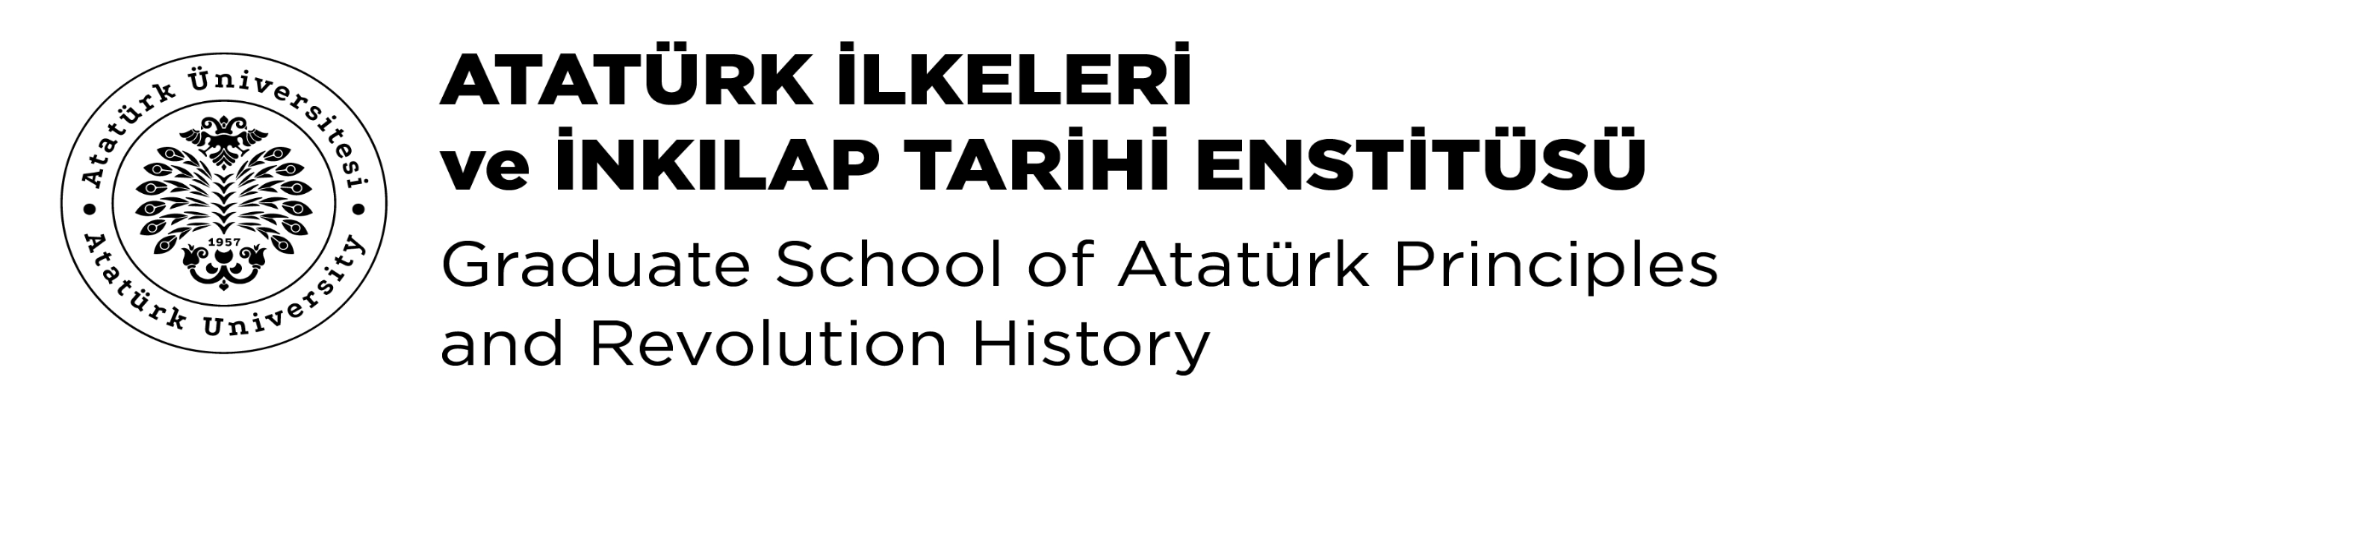 Atatürk Üniversitesi
1957
Atatürk University
ATATÜRK İLKELERİ
ve İNKILAP TARİHİ ENSTİTÜSÜ
Graduate School of Atatürk Principles
and Revolution History